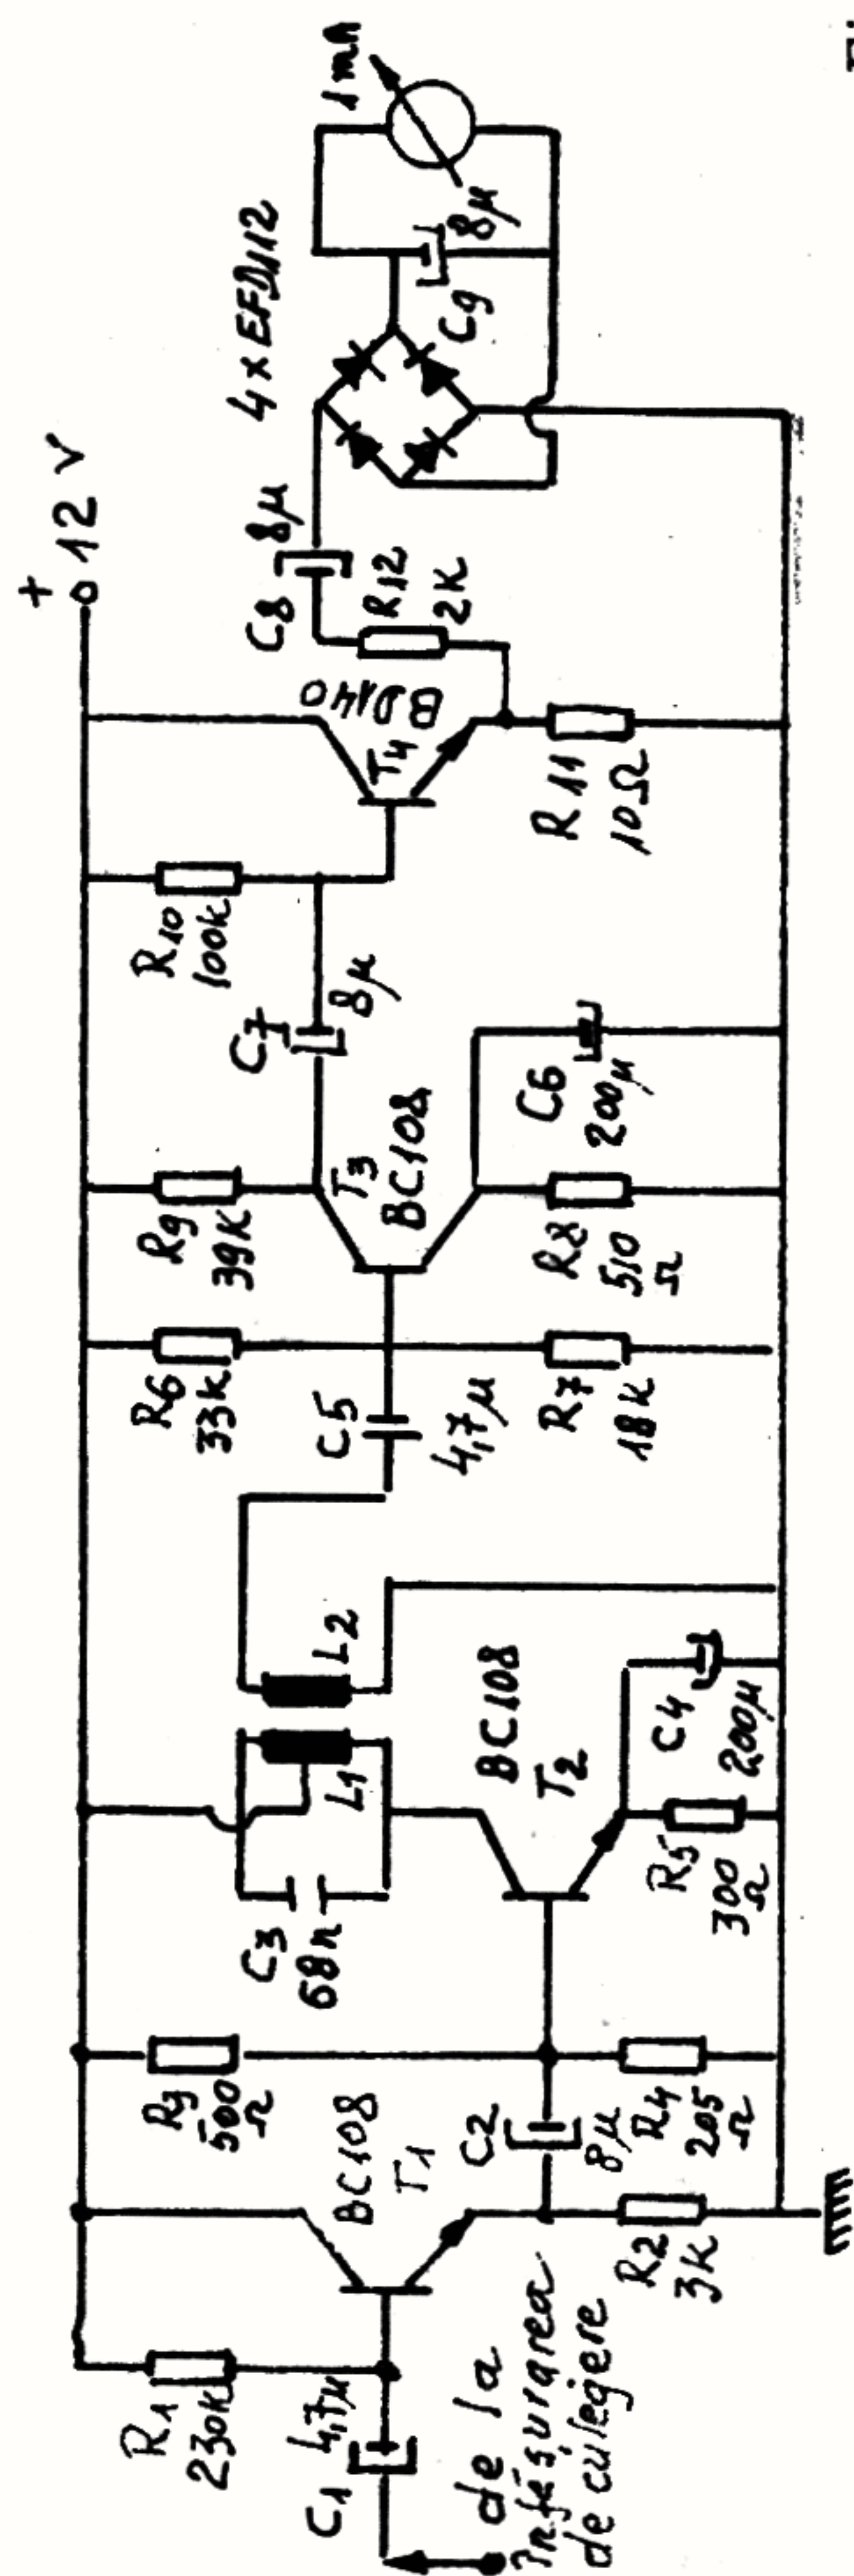 +
12 V
R1
230K
C1
4,7µ
de la
Înfășurarea
de culegere
BC108
T1
R2
3K
C2
8µ
R3
500
Ω
R4
205
Ω
C3
68n
L1
L2
BC108
T2
R5
300
Ω
C4
200µ
C5
4,7µ
R6
33K
R7
18K
R9
39K
T3
BC108
R8
510
Ω
C6
200µ
C7
8µ
R10
100K
T4
BD140
R11
10Ω
R12
2K
C8
8µ
4xEFD112
C9
8µ
1mA